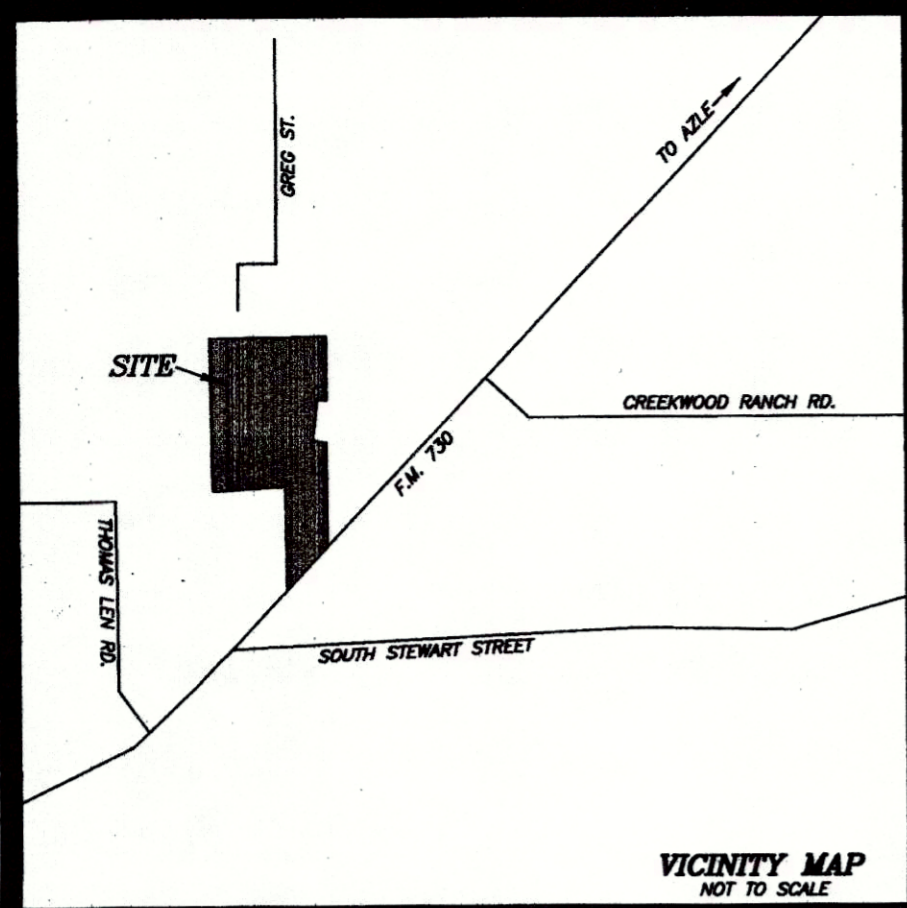 GREG ST.
TO AZLE
SITE
CREEKWOOD RANCH RD.
F.M. 730
THOMAS LEN RD.
SOUTH STEWART STREET
VICINITY MAP
NOT TO SCALE